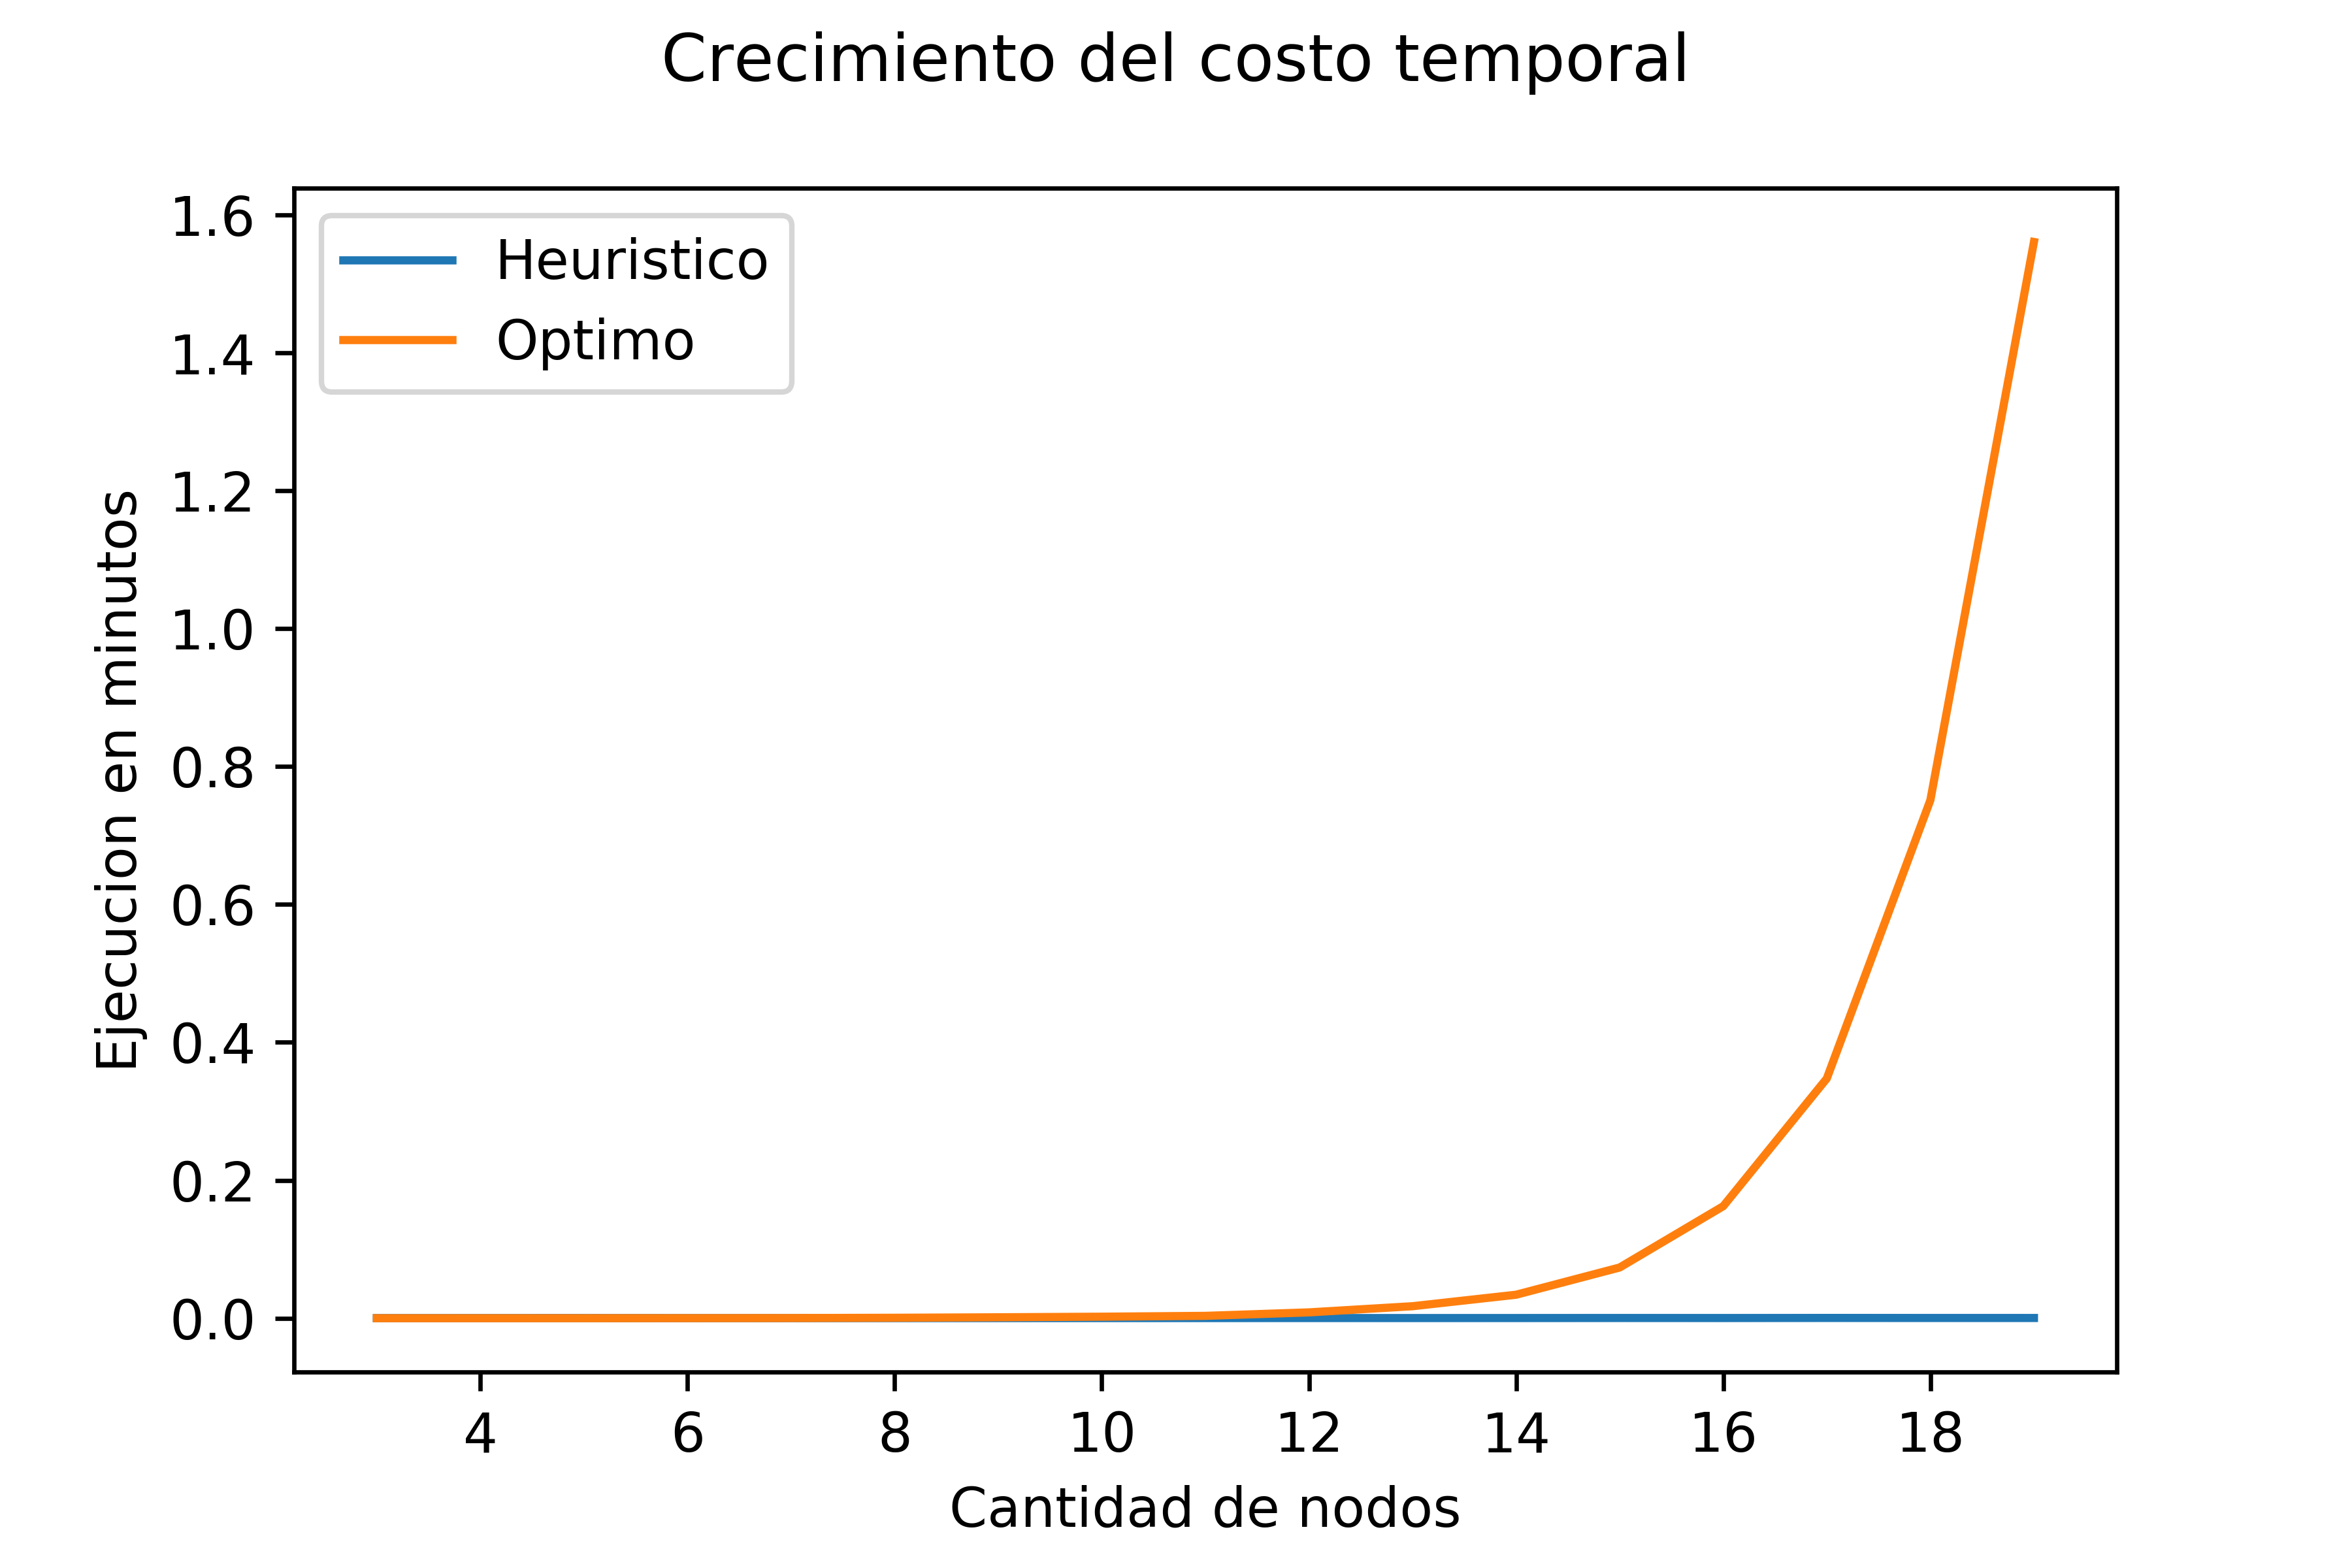 Crecimiento del costo temporal
Heuristico
Optimo
Ejecucion en minutos
1.6
1.4
1.2
1.0
0.8
0.6
0.4
0.2
0.0
4 6 8 10 12 14 16 18
Cantidad de nodos